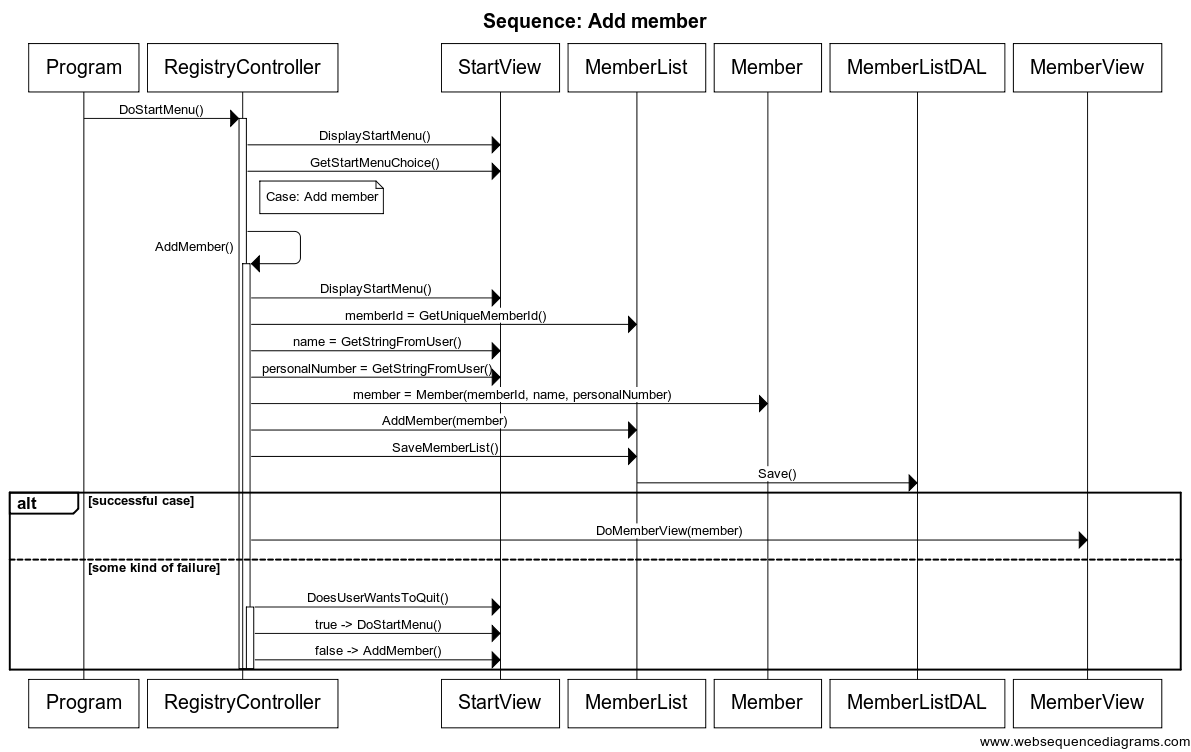 Sequence: Add member
Program
RegistryController
StartView
MemberList
Member
MemberListDAL
MemberView
DoStartMenu()
DisplayStartMenu()
GetStartMenuChoice()
Case: Add member
AddMember()
DisplayStartMenu()
memberId = GetUniqueMemberId()
name = GetStringFromUser()
personalNumber = GetStringFromUser()
member = Member(memberId, name, personalNumber)
AddMember(member)
SaveMemberList()
Save()
alt
[successful case]
DoMemberView(member)
[some kind of failure]
DoesUserWantsToQuit()
true -> DoStartMenu()
false -> AddMember()
Program
RegistryController
StartView
MemberList
Member
MemberListDAL
MemberView
www.websequencediagrams.com